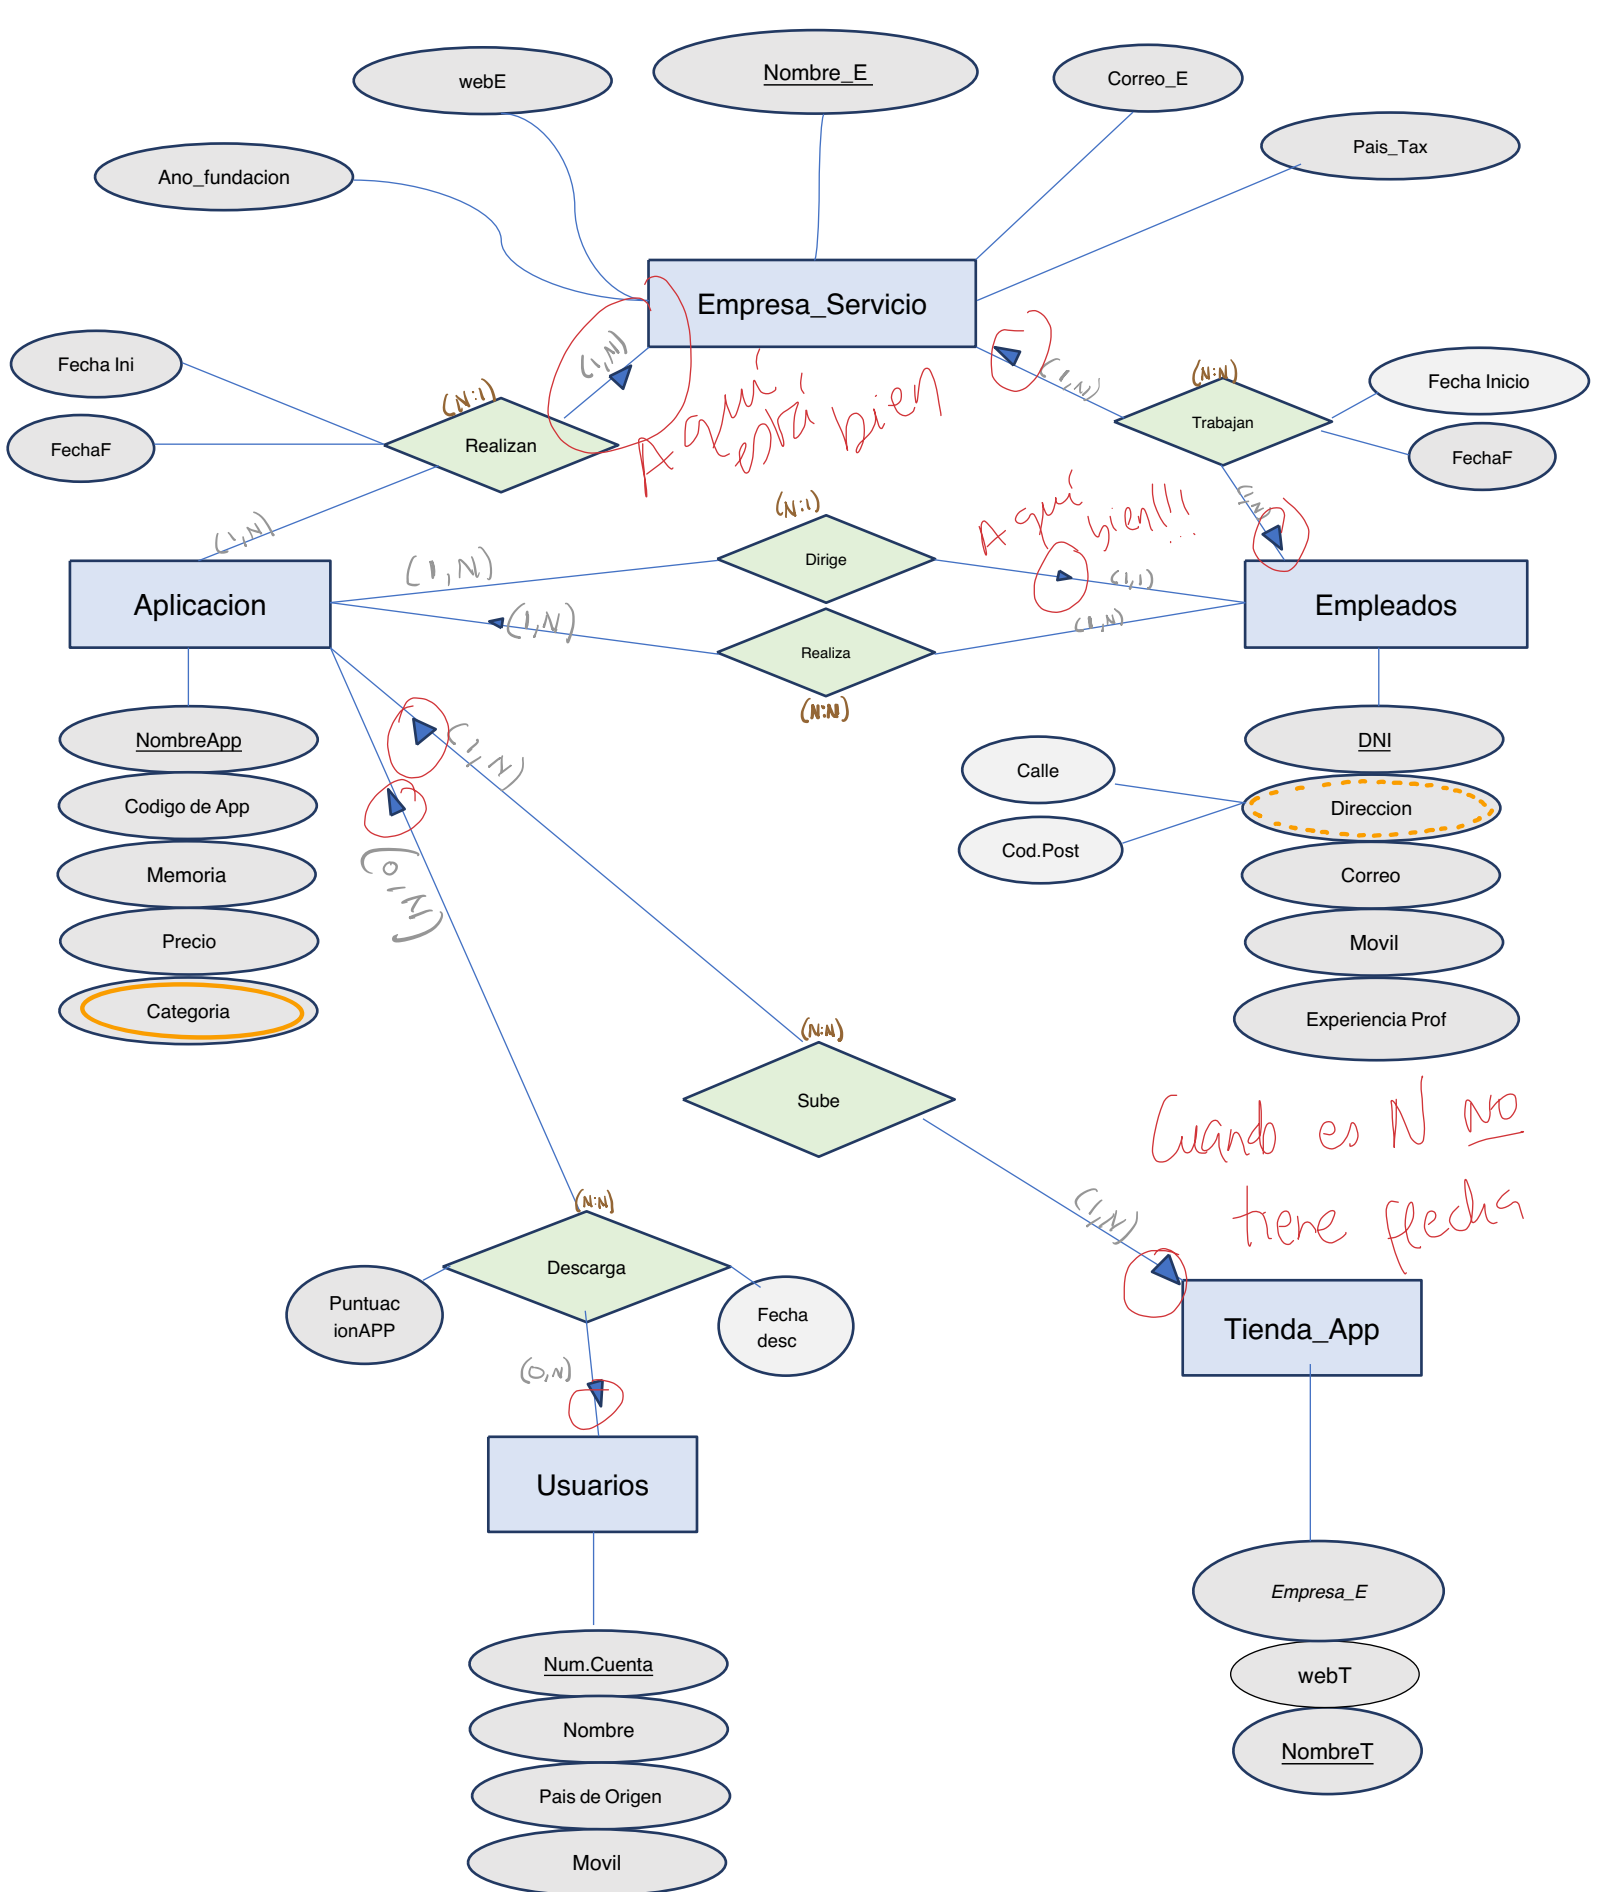 webE
Nombre_E
Correo_E
Pais_Tax
Ano_fundacion
Empresa_Servicio
Fecha Ini
FechaF
(N:1)
Realizan
(1,N)
Aquí
está bien
(1,N)
(N:N)
Trabajan
Fecha Inicio
FechaF
(1,N)
(1,N)
Aplicacion
(1,N)
(N:1)
Dirige
Aquí
bien!!!
(1,1)
Empleados
(1,N)
Realiza
(N:N)
(1,N)
NombreApp
Codigo de App
Memoria
Precio
Categoria
(1,N)
(0,N)
Calle
Cod.Post
DNI
Direccion
Correo
Movil
Experiencia Prof
(N:N)
Sube
Cuando es N NO
tiene flecha
(1,N)
(N:N)
Descarga
Puntuac
ionAPP
Fecha
desc
(0,N)
Tienda_App
Usuarios
Empresa_E
webT
NombreT
Num.Cuenta
Nombre
Pais de Origen
Movil